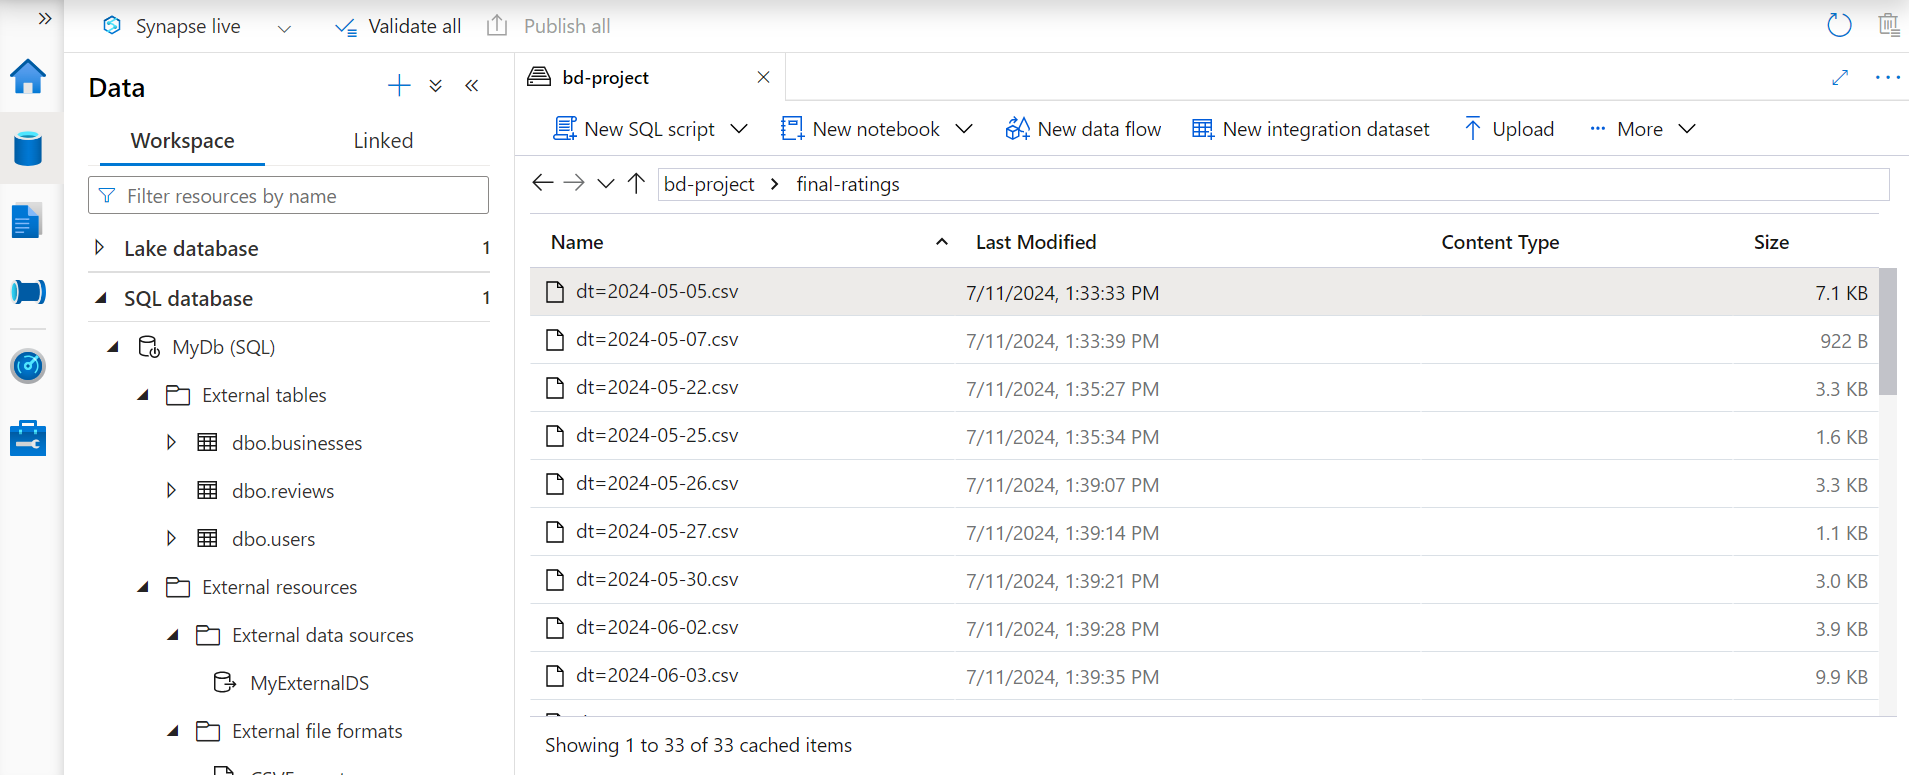 Synapse live
Validate all
Publish all
Data
Workspace
Linked
Filter resources by name
Lake database 1
SQL database 1
MyDb (SQL)
External tables
dbo.businesses
dbo.reviews
dbo.users
External resources
External data sources
MyExternalDS
External file formats
bd-project
New SQL script
New notebook
New data flow
New integration dataset
Upload
More
bd-project > final-ratings
Name Last Modified Content Type Size
dt=2024-05-05.csv 7/11/2024, 1:33:33 PM 7.1 KB
dt=2024-05-07.csv 7/11/2024, 1:33:39 PM 922 B
dt=2024-05-22.csv 7/11/2024, 1:35:27 PM 3.3 KB
dt=2024-05-25.csv 7/11/2024, 1:35:34 PM 1.6 KB
dt=2024-05-26.csv 7/11/2024, 1:39:07 PM 3.3 KB
dt=2024-05-27.csv 7/11/2024, 1:39:14 PM 1.1 KB
dt=2024-05-30.csv 7/11/2024, 1:39:21 PM 3.0 KB
dt=2024-06-02.csv 7/11/2024, 1:39:28 PM 3.9 KB
dt=2024-06-03.csv 7/11/2024, 1:39:35 PM 9.9 KB
Showing 1 to 33 of 33 cached items